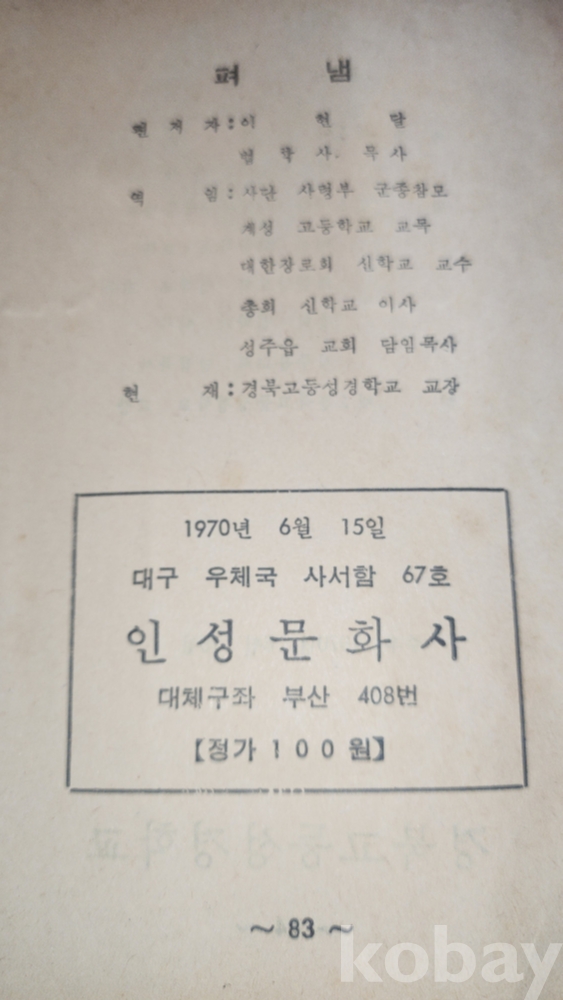 펴 냄
편 저 자 : 이 헌 달
법 학 사. 목 사
역 임 : 사단 사령부 군종참모
계성 고등학교 교목
대한장로회 신학교 교수
총회 신학교 이사
성주읍 교회 담임목사
현 재 : 경북고등성경학교 교장
1970년 6월 15일
대구 우체국 사서함 67호
인 성 문 화 사
대체구좌 부산 408번
【정가 1 0 0 원】
~ 83 ~
kobay